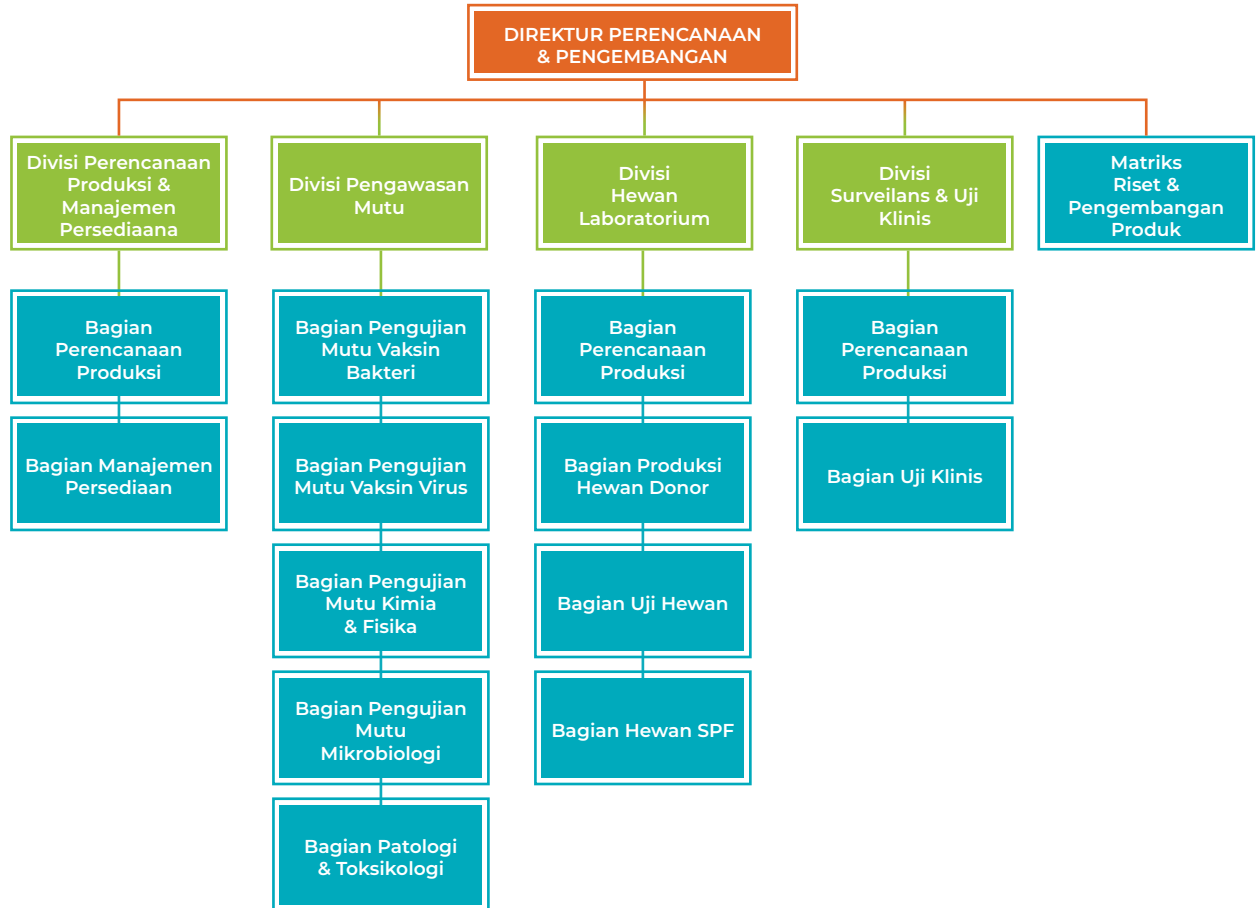 DIREKTUR PERENCANAAN
& PENGEMBANGAN
Divisi Perencanaan
Produksi &
Manajemen
Persediaana
Divisi Pengawasan
Mutu
Divisi
Hewan
Laboratorium
Divisi
Surveilans & Uji
Klinis
Matriks
Riset &
Pengembangan
Produk
Bagian
Perencanaan
Produksi
Bagian Pengujian
Mutu Vaksin
Bakteri
Bagian
Perencanaan
Produksi
Bagian
Perencanaan
Produksi
Bagian Manajemen
Persediaan
Bagian Pengujian
Mutu Vaksin Virus
Bagian Produksi
Hewan Donor
Bagian Uji Klinis
Bagian Pengujian
Mutu Kimia
& Fisika
Bagian Uji Hewan
Bagian Pengujian
Mutu
Mikrobiologi
Bagian Hewan SPF
Bagian Patologi
& Toksikologi